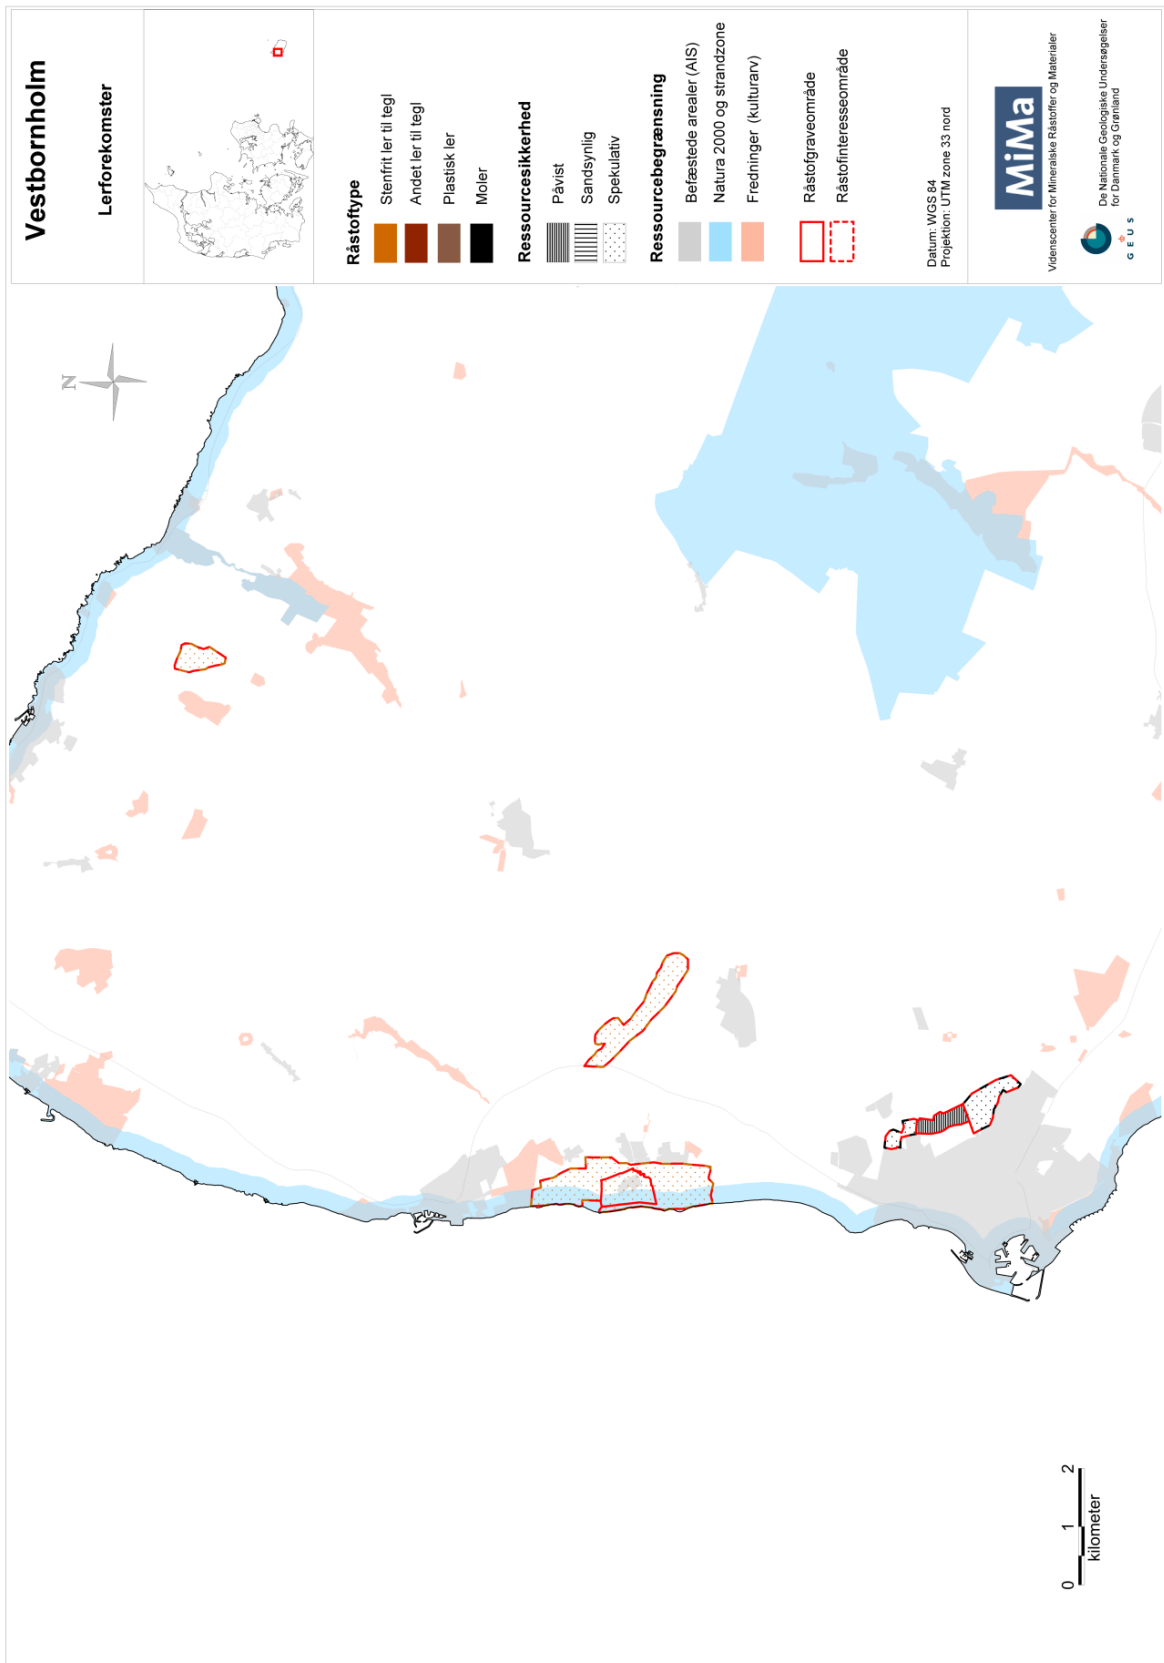 Vestbornholm
Lerforekomster
Råstoftype
Stenfrit ler til tegl
Andet ler til tegl
Plastisk ler
Moler
Ressourcesikkerhed
Påvist
Sandsynlig
Spekulativ
Ressourcebegrænsning
Befæstede arealer (AIS)
Natura 2000 og strandzone
Fredninger (kulturarv)
Råstofgraveområde
Råstofinteresseområde
Datum: WGS 84
Projektion: UTM zone 33 nord
MiMa
Videnscenter for Mineralske Råstoffer og Materialer
G E U S
De Nationale Geologiske Undersøgelser
for Danmark og Grønland
N
0 1 2
kilometer